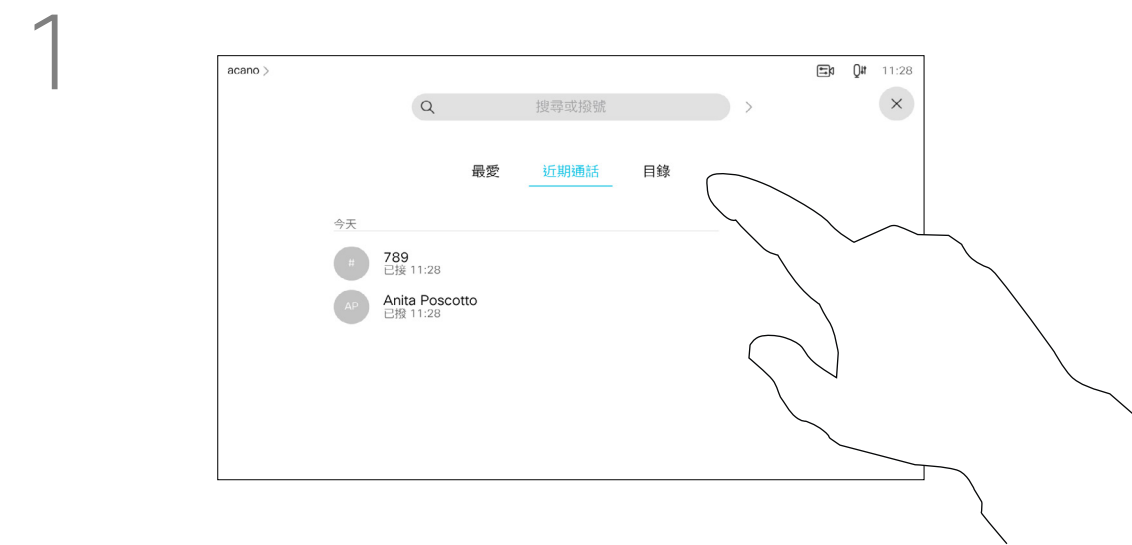 1
acano >
11:28
搜尋或撥號
最愛 近期通話 目錄
今天
#
789
已接 11:28
AP
Anita Poscotto
已撥 11:28